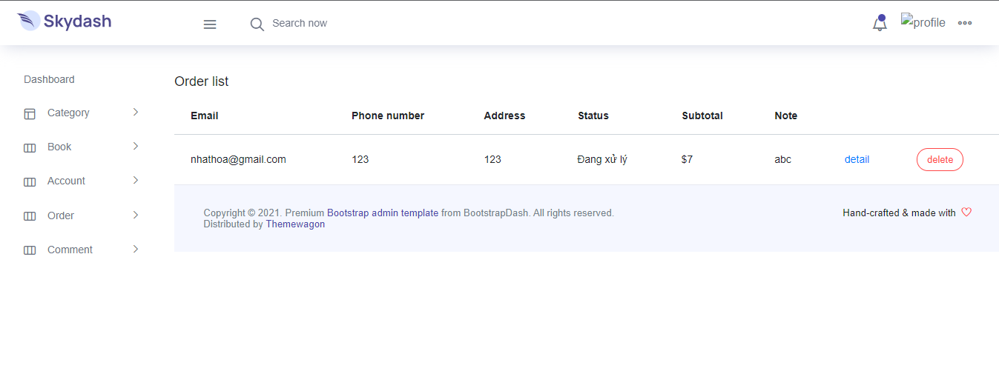 Skydash
Search now
profile
Dashboard
Category
Book
Account
Order
Comment
Order list
Email Phone number Address Status Subtotal Note
nhathoa@gmail.com 123 123 Đang xử lý $7 abc detail delete
Copyright © 2021. Premium Bootstrap admin template from BootstrapDash. All rights reserved.
Distributed by Themewagon
Hand-crafted & made with